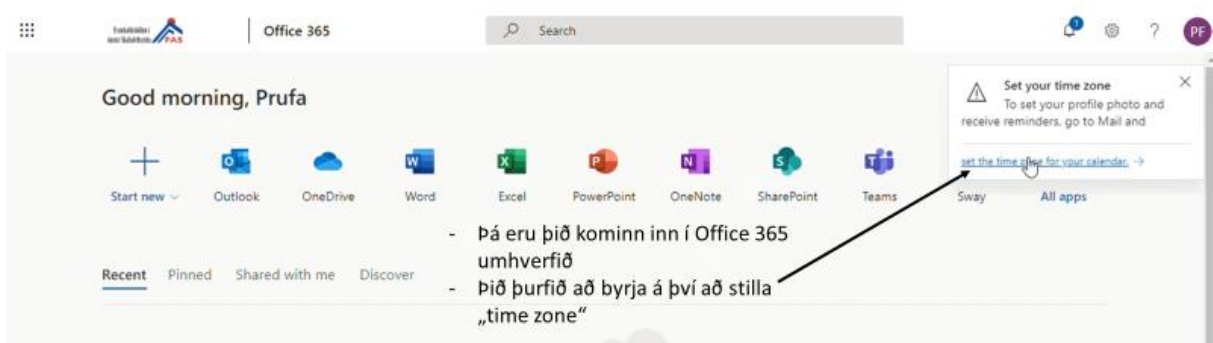 FAS
Office 365
Search
1
?
PF
Good morning, Prufa
Set your time zone
To set your profile photo and
receive reminders, go to Mail and
set the time zone for your calendar. →
Start new
Outlook
OneDrive
Word
Excel
PowerPoint
OneNote
SharePoint
Teams
Sway
All apps
- Þá eru þið kominn inn í Office 365
umhverfið
- Þið þurfið að byrja á því að stilla
„time zone“
Recent Pinned Shared with me Discover